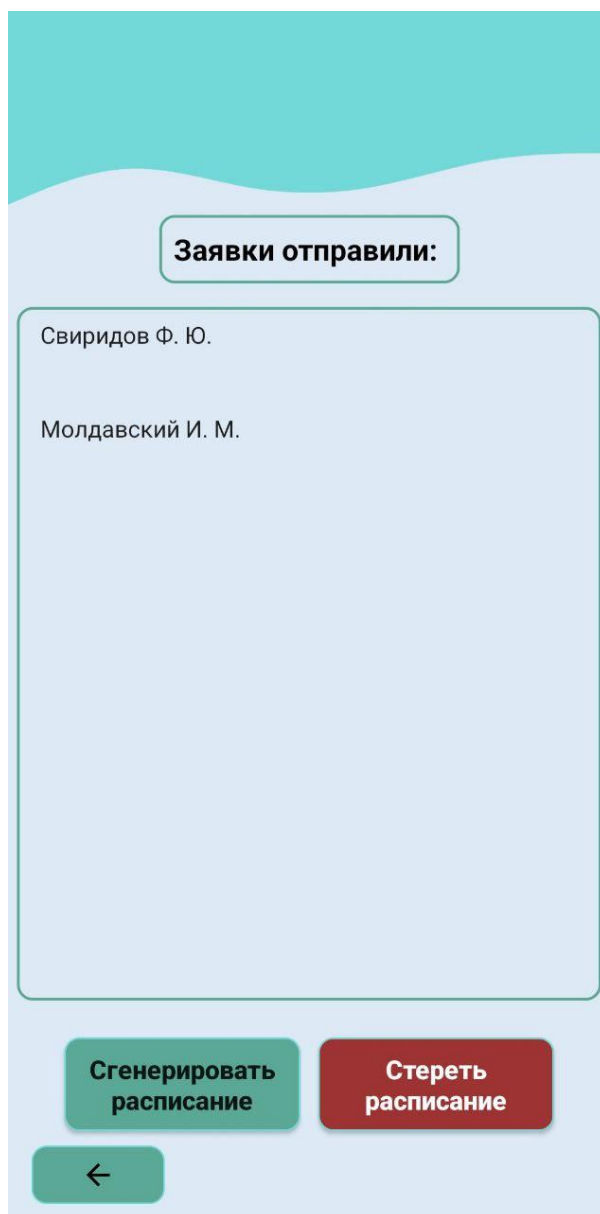 Заявки отправили:
Свиридов Ф. Ю.
Молдавский И. М.
Сгенерировать
расписание
Стереть
расписание